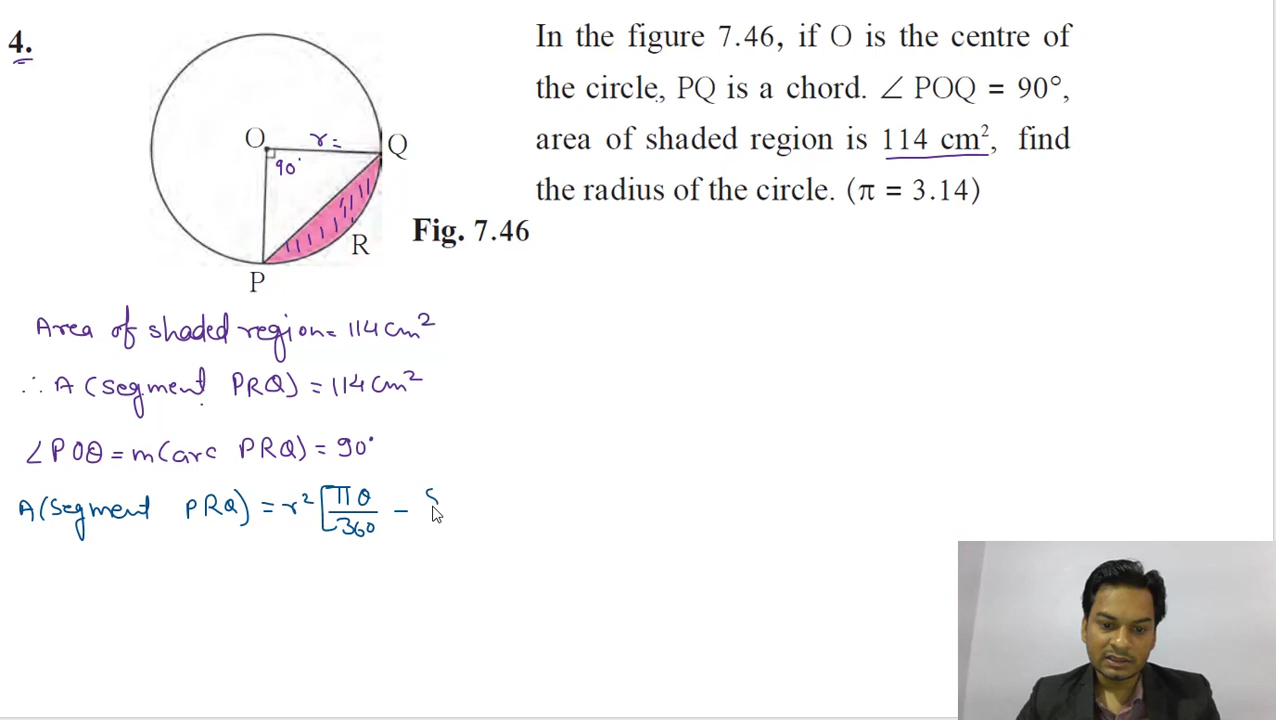 4.
In the figure 7.46, if O is the centre of
the circle, PQ is a chord. ∠ POQ = 90°,
area of shaded region is 114 cm², find
the radius of the circle. (π = 3.14)
O
r =
Q
90°
R
P
Fig. 7.46
Area of shaded region = 114 cm²
∴ A (segment PRQ) = 114 cm²
∠POQ = m(arc PRQ) = 90°
A(segment PRQ) = r² [πθ/360 - S